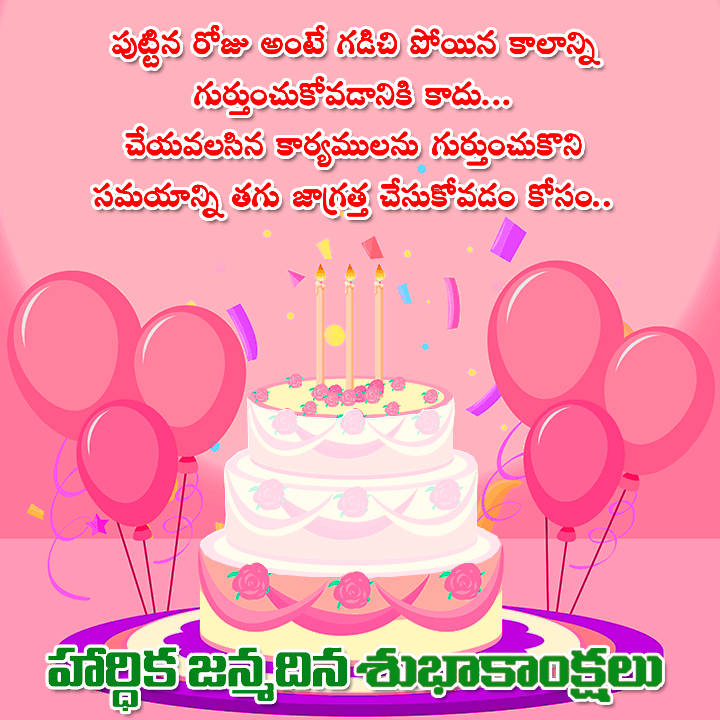 పుట్టిన రోజు అంటే గడిచి పోయిన కాలాన్ని
గుర్తుంచుకోవడానికి కాదు...
చేయవలసిన కార్యములను గుర్తుంచుకొని
సమయాన్ని తగు జాగ్రత్త చేసుకోవడం కోసం..
హార్ధిక జన్మదిన శుభాకాంక్షలు